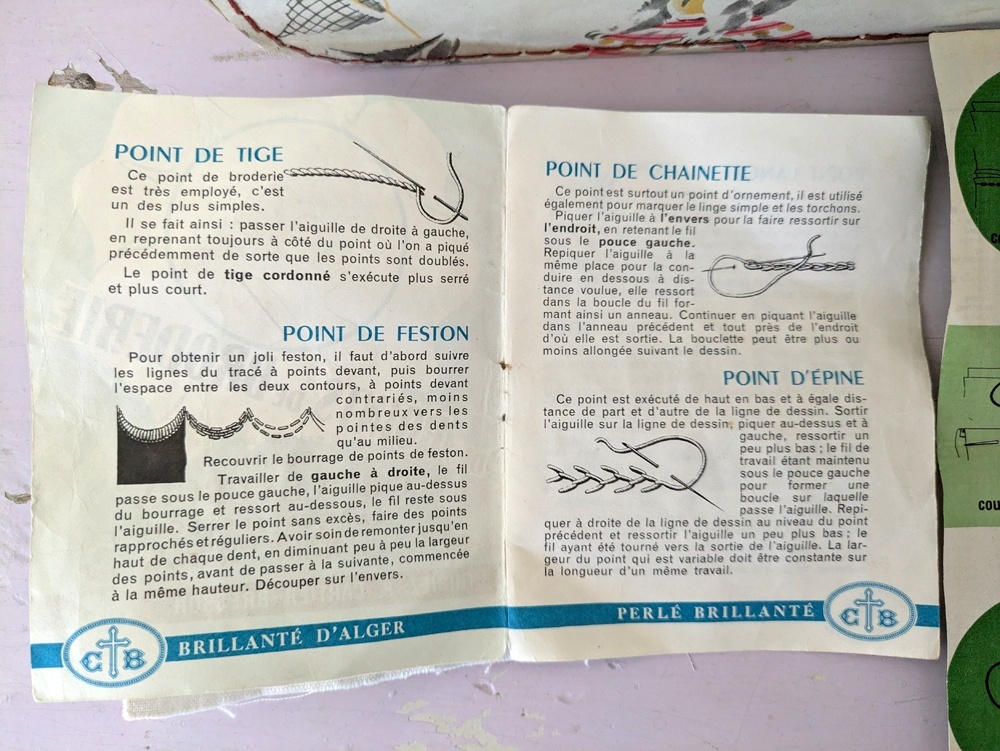 POINT DE TIGE
Ce point de broderie
est très employé, c'est
un des plus simples.
Il se fait ainsi : passer l'aiguille de droite à gauche,
en reprenant toujours à côté du point où l'on a piqué
précédemment de sorte que les points sont doublés.
Le point de tige cordonné s'exécute plus serré
et plus court.
POINT DE FESTON
Pour obtenir un joli feston, il faut d'abord suivre
les lignes du tracé à points devant, puis bourrer
l'espace entre les deux contours, à points devant
contrariés, moins
nombreux vers les
pointes des dents
qu'au milieu.
Recouvrir le bourrage de points de feston.
Travailler de gauche à droite, le fil
passe sous le pouce gauche, l'aiguille pique au-dessus
du bourrage et ressort au-dessous, le fil reste sous
l'aiguille. Serrer le point sans excès, faire des points
rapprochés et réguliers. Avoir soin de remonter jusqu'en
haut de chaque dent, en diminuant peu à peu la largeur
des points, avant de passer à la suivante, commencée
à la même hauteur. Découper sur l'envers.
C B BRILLANTÉ D'ALGER
POINT DE CHAINETTE
Ce point est surtout un point d'ornement, il est utilisé
également pour marquer le linge simple et les torchons.
Piquer l'aiguille à l'envers pour la faire ressortir sur
l'endroit, en retenant le fil
sous le pouce gauche.
Repiquer l'aiguille à la
même place pour la con-
duire en dessous à dis-
tance voulue, elle ressort
dans la boucle du fil for-
mant ainsi un anneau. Continuer en piquant l'aiguille
dans l'anneau précédent et tout près de l'endroit
d'où elle est sortie. La bouclette peut être plus ou
moins allongée suivant le dessin.
POINT D'ÉPINE
Ce point est exécuté de haut en bas et à égale dis-
tance de part et d'autre de la ligne de dessin. Sortir
l'aiguille sur la ligne de dessin, piquer au-dessus et à
gauche, ressortir un
peu plus bas ; le fil de
travail étant maintenu
sous le pouce gauche
pour former une
boucle sur laquelle
passe l'aiguille. Repi-
quer à droite de la ligne de dessin au niveau du point
précédent et ressortir l'aiguille un peu plus bas ; le
fil ayant été tourné vers la sortie de l'aiguille. La lar-
geur du point qui est variable doit être constante sur
la longueur d'un même travail.
PERLÉ BRILLANTÉ C B